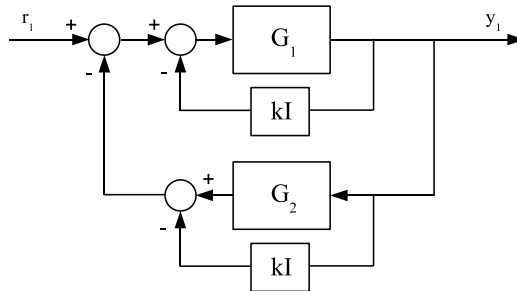 r₁ + + G₁ y₁
- -
kI
+ G₂
-
kI